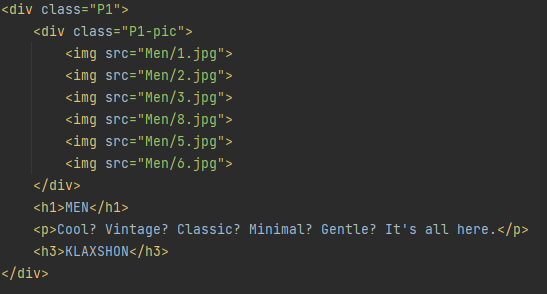 <div class="P1">
    <div class="P1-pic">
        <img src="Men/1.jpg">
        <img src="Men/2.jpg">
        <img src="Men/3.jpg">
        <img src="Men/8.jpg">
        <img src="Men/5.jpg">
        <img src="Men/6.jpg">
    </div>
    <h1>MEN</h1>
    <p>Cool? Vintage? Classic? Minimal? Gentle? It's all here.</p>
    <h3>KLAXSHON</h3>
</div>